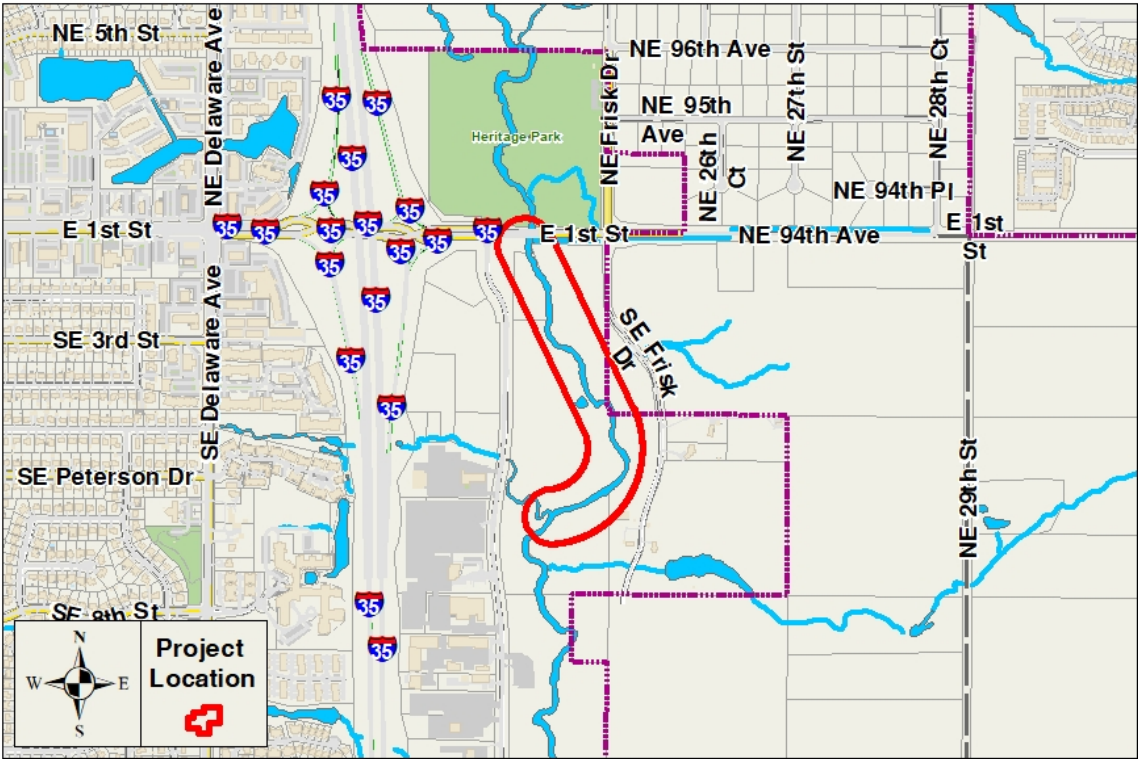 NE 5th St
NE Delaware Ave
NE 96th Ave
NE Frisk Dr
NE 95th
Ave
NE 26th
Ct
NE 27th St
NE 28th Ct
35
35
35
35
Heritage Park
NE 94th Pl
35
35
35
35
35
35
35
35
35
35
E 1st St
E 1st St
NE 94th Ave
E 1st
St
SE Delaware Ave
SE 3rd St
35
35
35
SE Frisk
Dr
SE Peterson Dr
NE 29th St
SE 8th St
35
35
N
W
E
S
Project
Location